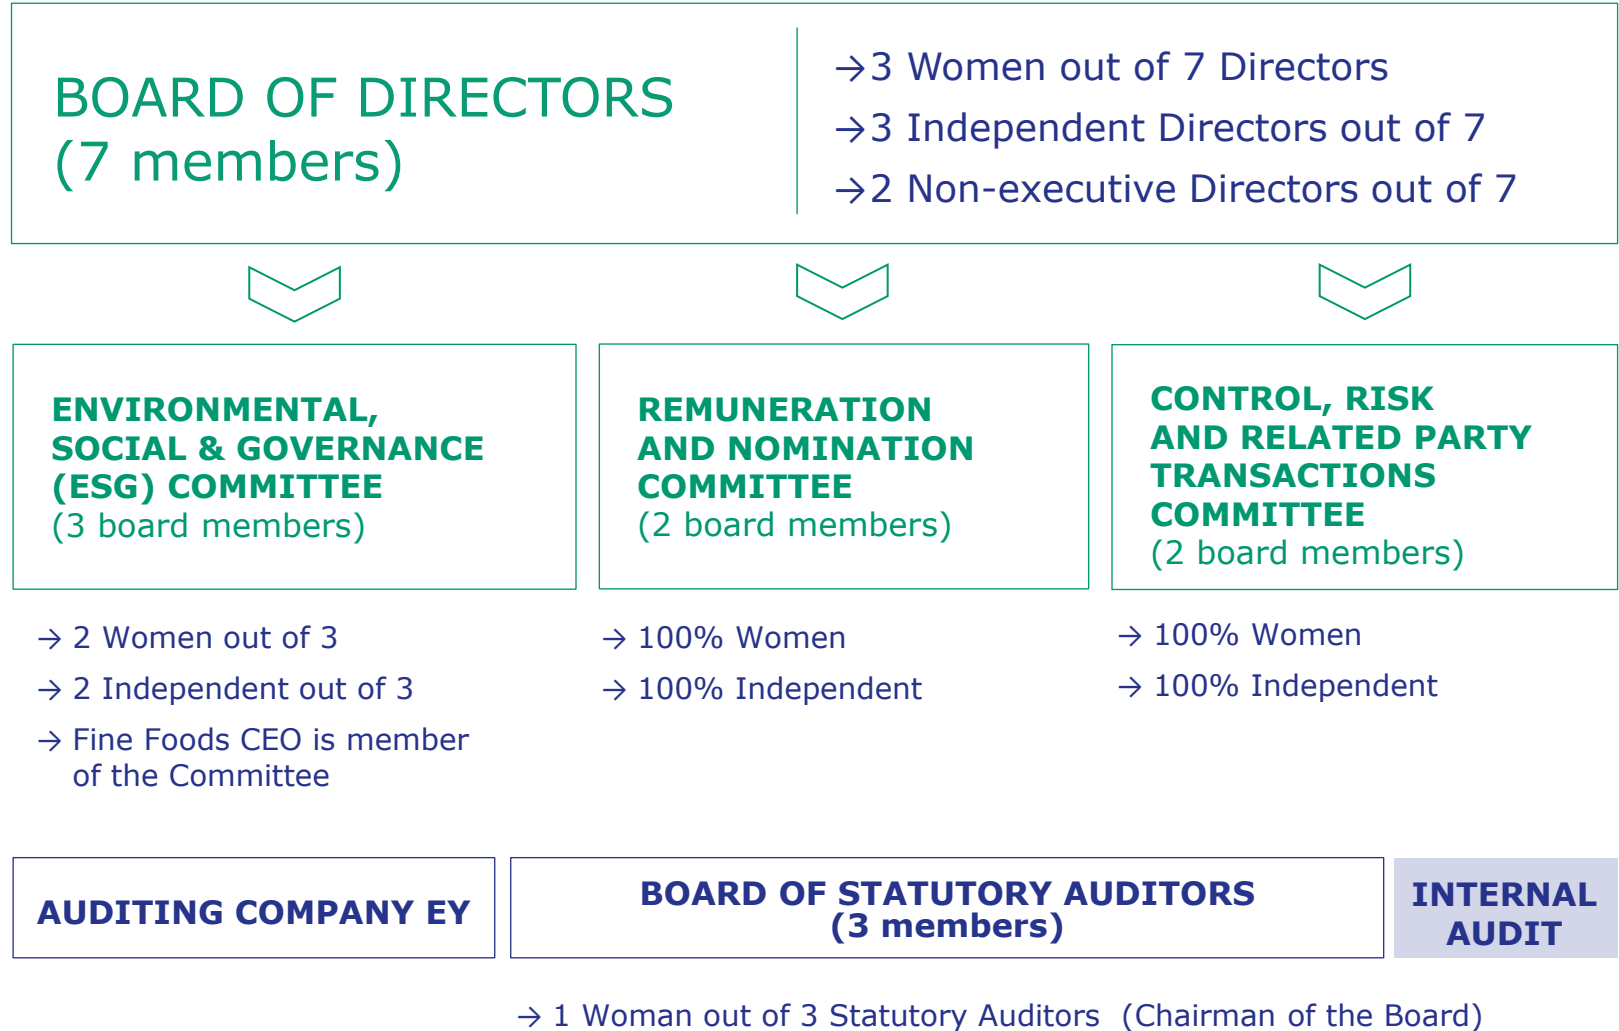 BOARD OF DIRECTORS
(7 members)
→3 Women out of 7 Directors
→3 Independent Directors out of 7
→2 Non-executive Directors out of 7
ENVIRONMENTAL,
SOCIAL & GOVERNANCE
(ESG) COMMITTEE
(3 board members)
→ 2 Women out of 3
→ 2 Independent out of 3
→ Fine Foods CEO is member
of the Committee
REMUNERATION
AND NOMINATION
COMMITTEE
(2 board members)
→ 100% Women
→ 100% Independent
CONTROL, RISK
AND RELATED PARTY
TRANSACTIONS
COMMITTEE
(2 board members)
→ 100% Women
→ 100% Independent
AUDITING COMPANY EY
BOARD OF STATUTORY AUDITORS
(3 members)
INTERNAL
AUDIT
→ 1 Woman out of 3 Statutory Auditors (Chairman of the Board)